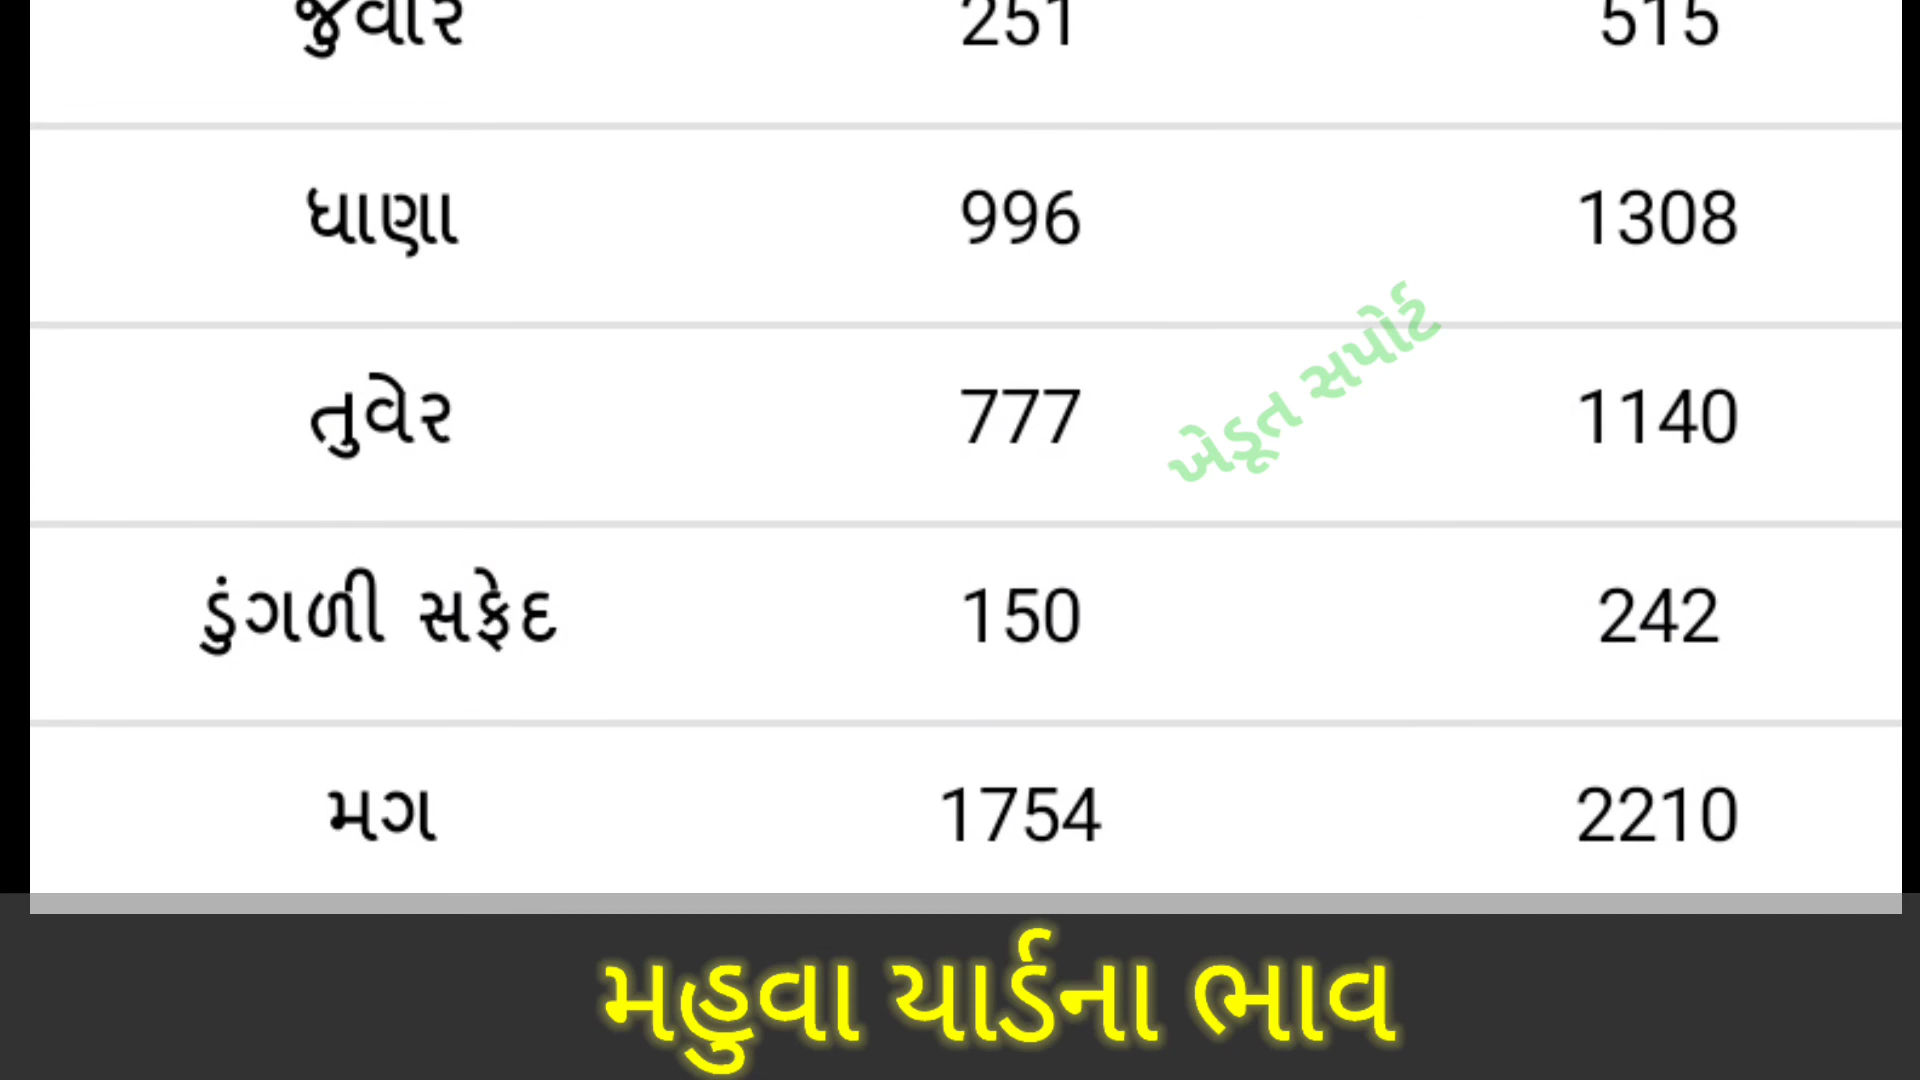 જુવાર 251 515
ધાણા 996 1308
તુવેર 777 1140
ખેડૂત સપોર્ટ
ડુંગળી સફેદ 150 242
મગ 1754 2210
મહુવા યાર્ડના ભાવ